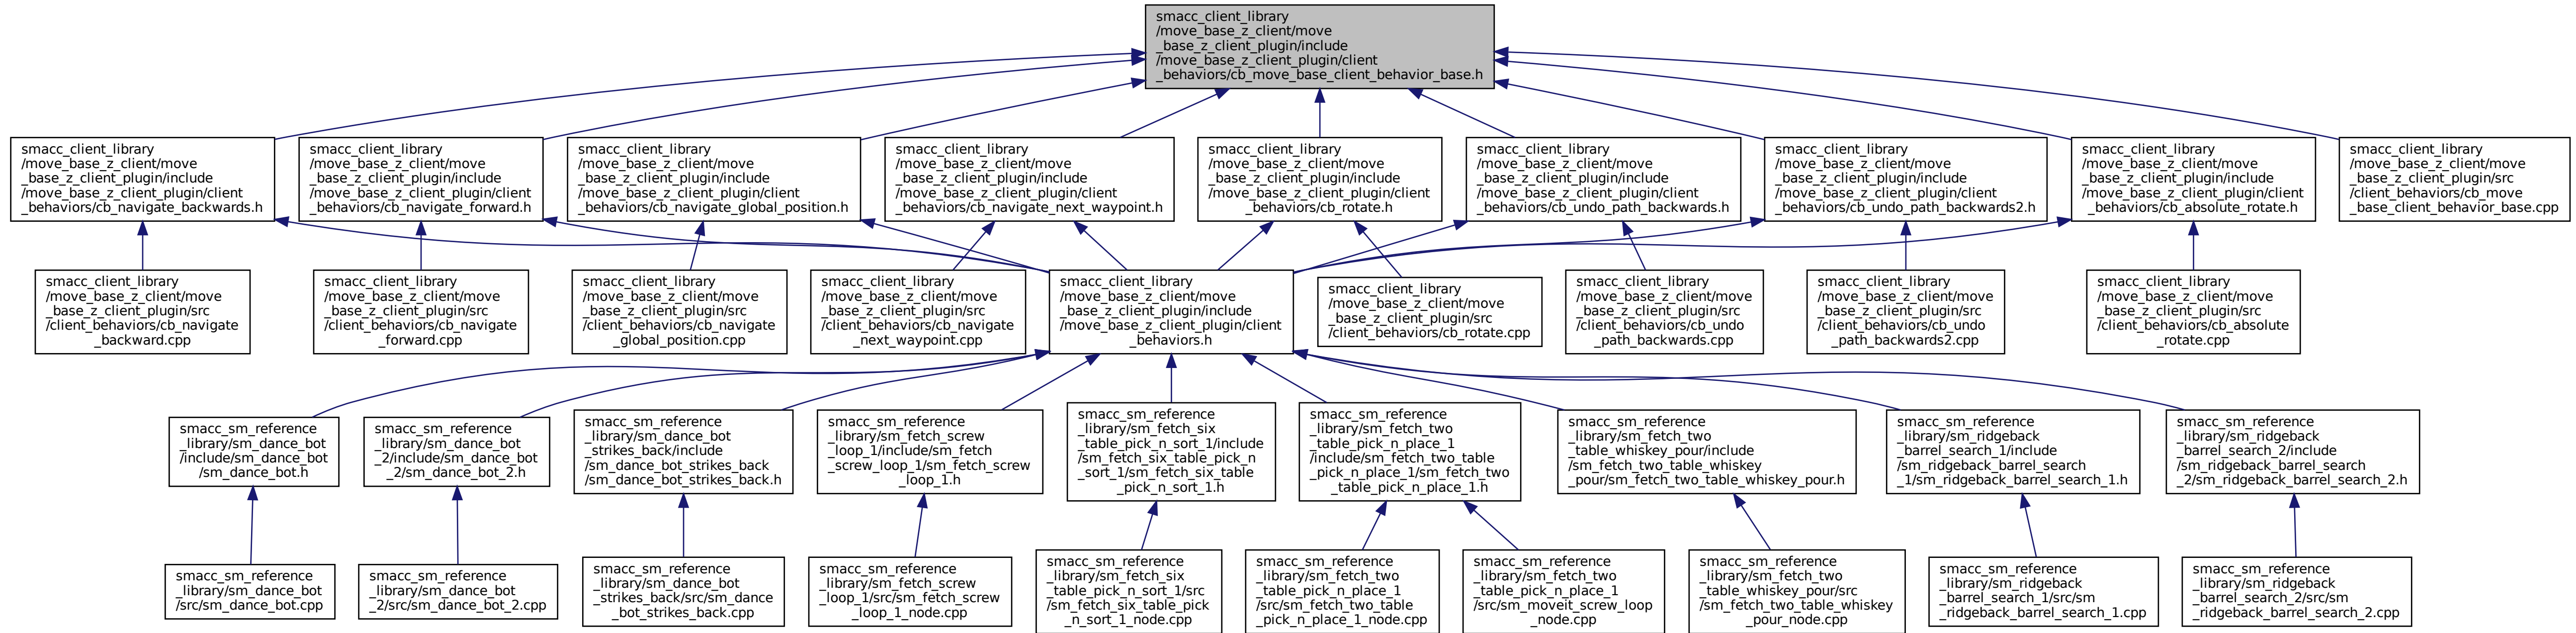 smacc_client_library
/move_base_z_client/move
_base_z_client_plugin/include
/move_base_z_client_plugin/client
_behaviors/cb_move_base_client_behavior_base.h
smacc_client_library
/move_base_z_client/move
_base_z_client_plugin/include
/move_base_z_client_plugin/client
_behaviors/cb_navigate_backwards.h
smacc_client_library
/move_base_z_client/move
_base_z_client_plugin/include
/move_base_z_client_plugin/client
_behaviors/cb_navigate_forward.h
smacc_client_library
/move_base_z_client/move
_base_z_client_plugin/include
/move_base_z_client_plugin/client
_behaviors/cb_navigate_global_position.h
smacc_client_library
/move_base_z_client/move
_base_z_client_plugin/include
/move_base_z_client_plugin/client
_behaviors/cb_navigate_next_waypoint.h
smacc_client_library
/move_base_z_client/move
_base_z_client_plugin/include
/move_base_z_client_plugin/client
_behaviors/cb_rotate.h
smacc_client_library
/move_base_z_client/move
_base_z_client_plugin/include
/move_base_z_client_plugin/client
_behaviors/cb_undo_path_backwards.h
smacc_client_library
/move_base_z_client/move
_base_z_client_plugin/include
/move_base_z_client_plugin/client
_behaviors/cb_undo_path_backwards2.h
smacc_client_library
/move_base_z_client/move
_base_z_client_plugin/include
/move_base_z_client_plugin/client
_behaviors/cb_absolute_rotate.h
smacc_client_library
/move_base_z_client/move
_base_z_client_plugin/src
/client_behaviors/cb_move
_base_client_behavior_base.cpp
smacc_client_library
/move_base_z_client/move
_base_z_client_plugin/src
/client_behaviors/cb_navigate
_backward.cpp
smacc_client_library
/move_base_z_client/move
_base_z_client_plugin/src
/client_behaviors/cb_navigate
_forward.cpp
smacc_client_library
/move_base_z_client/move
_base_z_client_plugin/src
/client_behaviors/cb_navigate
_global_position.cpp
smacc_client_library
/move_base_z_client/move
_base_z_client_plugin/src
/client_behaviors/cb_navigate
_next_waypoint.cpp
smacc_client_library
/move_base_z_client/move
_base_z_client_plugin/include
/move_base_z_client_plugin/client
_behaviors.h
smacc_client_library
/move_base_z_client/move
_base_z_client_plugin/src
/client_behaviors/cb_rotate.cpp
smacc_client_library
/move_base_z_client/move
_base_z_client_plugin/src
/client_behaviors/cb_undo
_path_backwards.cpp
smacc_client_library
/move_base_z_client/move
_base_z_client_plugin/src
/client_behaviors/cb_undo
_path_backwards2.cpp
smacc_client_library
/move_base_z_client/move
_base_z_client_plugin/src
/client_behaviors/cb_absolute
_rotate.cpp
smacc_sm_reference
_library/sm_dance_bot
/include/sm_dance_bot
/sm_dance_bot.h
smacc_sm_reference
_library/sm_dance_bot
_2/include/sm_dance_bot
_2/sm_dance_bot_2.h
smacc_sm_reference
_library/sm_dance_bot
_strikes_back/include
/sm_dance_bot_strikes_back
/sm_dance_bot_strikes_back.h
smacc_sm_reference
_library/sm_fetch_screw
_loop_1/include/sm_fetch
_screw_loop_1/sm_fetch_screw
_loop_1.h
smacc_sm_reference
_library/sm_fetch_six
_table_pick_n_sort_1/include
/sm_fetch_six_table_pick_n
_sort_1/sm_fetch_six_table
_pick_n_sort_1.h
smacc_sm_reference
_library/sm_fetch_two
_table_pick_n_place_1
/include/sm_fetch_two_table
_pick_n_place_1/sm_fetch_two
_table_pick_n_place_1.h
smacc_sm_reference
_library/sm_fetch_two
_table_whiskey_pour/include
/sm_fetch_two_table_whiskey
_pour/sm_fetch_two_table_whiskey_pour.h
smacc_sm_reference
_library/sm_ridgeback
_barrel_search_1/include
/sm_ridgeback_barrel_search
_1/sm_ridgeback_barrel_search_1.h
smacc_sm_reference
_library/sm_ridgeback
_barrel_search_2/include
/sm_ridgeback_barrel_search
_2/sm_ridgeback_barrel_search_2.h
smacc_sm_reference
_library/sm_dance_bot
/src/sm_dance_bot.cpp
smacc_sm_reference
_library/sm_dance_bot
_2/src/sm_dance_bot_2.cpp
smacc_sm_reference
_library/sm_dance_bot
_strikes_back/src/sm_dance
_bot_strikes_back.cpp
smacc_sm_reference
_library/sm_fetch_screw
_loop_1/src/sm_fetch_screw
_loop_1_node.cpp
smacc_sm_reference
_library/sm_fetch_six
_table_pick_n_sort_1/src
/sm_fetch_six_table_pick
_n_sort_1_node.cpp
smacc_sm_reference
_library/sm_fetch_two
_table_pick_n_place_1
/src/sm_fetch_two_table
_pick_n_place_1_node.cpp
smacc_sm_reference
_library/sm_fetch_two
_table_pick_n_place_1
/src/sm_moveit_screw_loop
_node.cpp
smacc_sm_reference
_library/sm_fetch_two
_table_whiskey_pour/src
/sm_fetch_two_table_whiskey
_pour_node.cpp
smacc_sm_reference
_library/sm_ridgeback
_barrel_search_1/src/sm
_ridgeback_barrel_search_1.cpp
smacc_sm_reference
_library/sm_ridgeback
_barrel_search_2/src/sm
_ridgeback_barrel_search_2.cpp